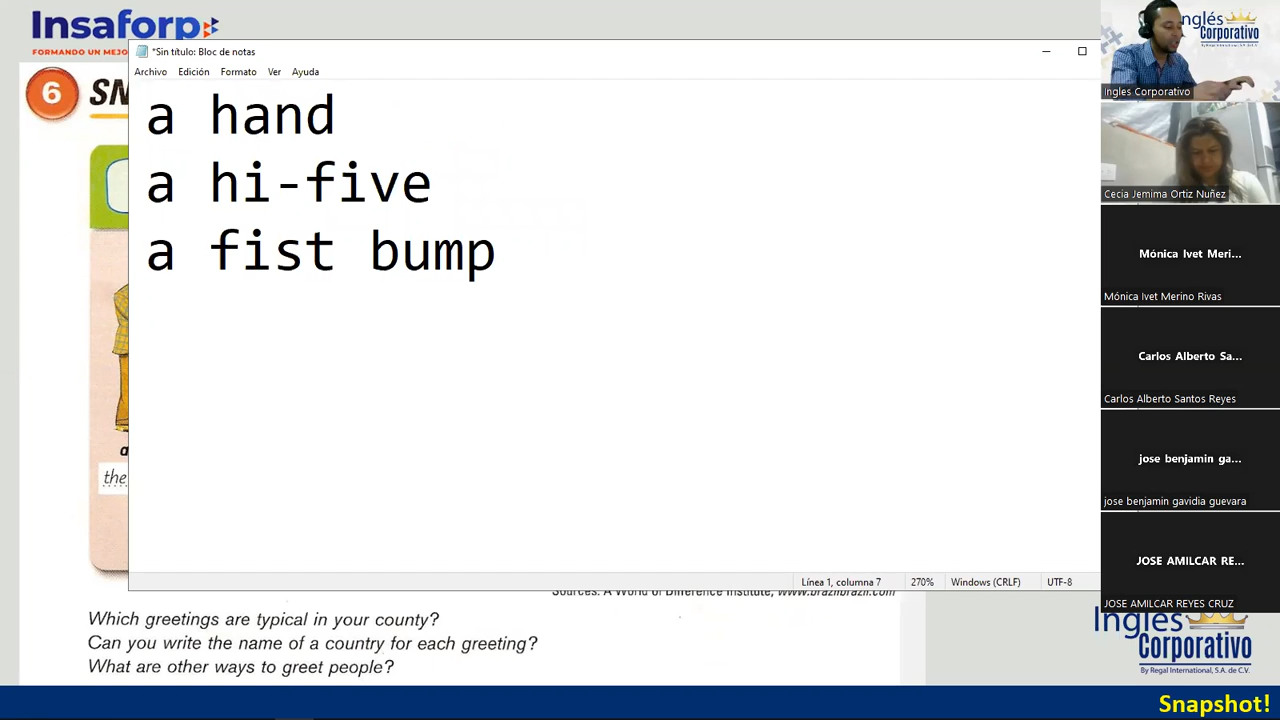 Insaforp
FORMANDO UN MEJO
*Sin título: Bloc de notas
Archivo Edición Formato Ver Ayuda
6 SN
a hand
a hi-five
a fist bump
a
the
Línea 1, columna 7 270% Windows (CRLF) UTF-8
Sources: A World of Difference Institute, www.brazilbrazil.com
Which greetings are typical in your county?
Can you write the name of a country for each greeting?
What are other ways to greet people?
Inglés
Corporativo
By Regal International, S.A. de C.V.
Ingles Corporativo
Cecia Jemima Ortiz Nuñez
Mónica Ivet Meri...
Mónica Ivet Merino Rivas
Carlos Alberto Sa...
Carlos Alberto Santos Reyes
jose benjamin ga...
jose benjamin gavidia guevara
JOSE AMILCAR RE...
JOSE AMILCAR REYES CRUZ
Inglés
Corporativo
By Regal International, S.A. de C.V.
Snapshot!